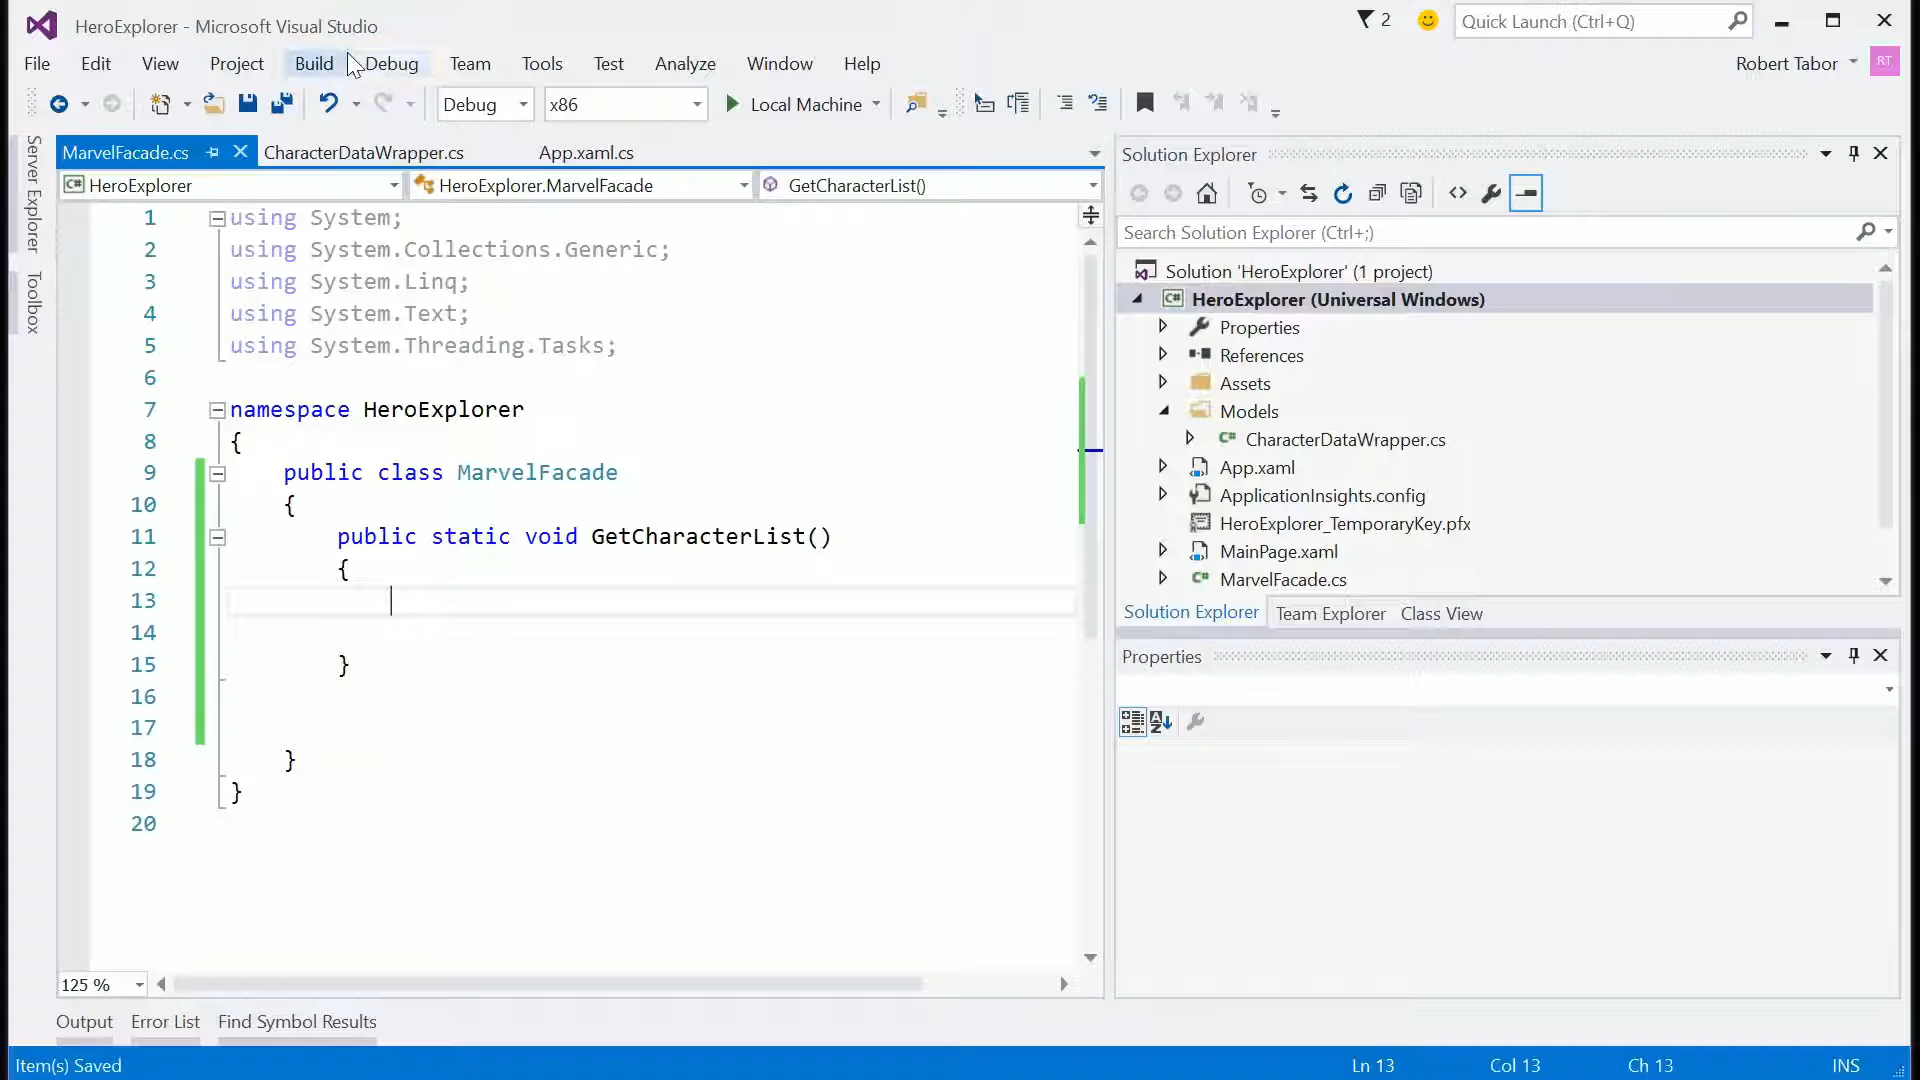 HeroExplorer - Microsoft Visual Studio
2
Quick Launch (Ctrl+Q)
File Edit View Project Build Debug Team Tools Test Analyze Window Help
Robert Tabor RT
Debug x86 Local Machine
Server Explorer
Toolbox
MarvelFacade.cs CharacterDataWrapper.cs App.xaml.cs
C# HeroExplorer HeroExplorer.MarvelFacade GetCharacterList()
1 using System;
2 using System.Collections.Generic;
3 using System.Linq;
4 using System.Text;
5 using System.Threading.Tasks;
6
7 namespace HeroExplorer
8 {
9 public class MarvelFacade
10 {
11 public static void GetCharacterList()
12 {
13
14
15 }
16
17
18 }
19 }
20
125 %
Solution Explorer
Search Solution Explorer (Ctrl+;)
Solution 'HeroExplorer' (1 project)
C# HeroExplorer (Universal Windows)
Properties
References
Assets
Models
C# CharacterDataWrapper.cs
App.xaml
ApplicationInsights.config
HeroExplorer_TemporaryKey.pfx
MainPage.xaml
C# MarvelFacade.cs
Solution Explorer Team Explorer Class View
Properties
Output Error List Find Symbol Results
Item(s) Saved Ln 13 Col 13 Ch 13 INS